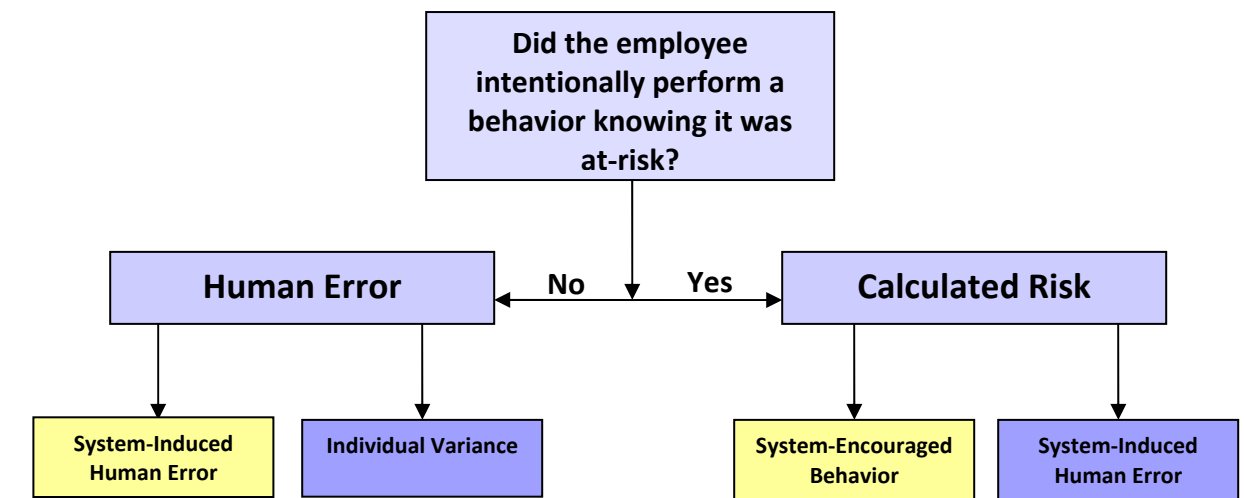 Did the employee
intentionally perform a
behavior knowing it was
at-risk?
Human Error
No
Yes
Calculated Risk
System-Induced
Human Error
Individual Variance
System-Encouraged
Behavior
System-Induced
Human Error